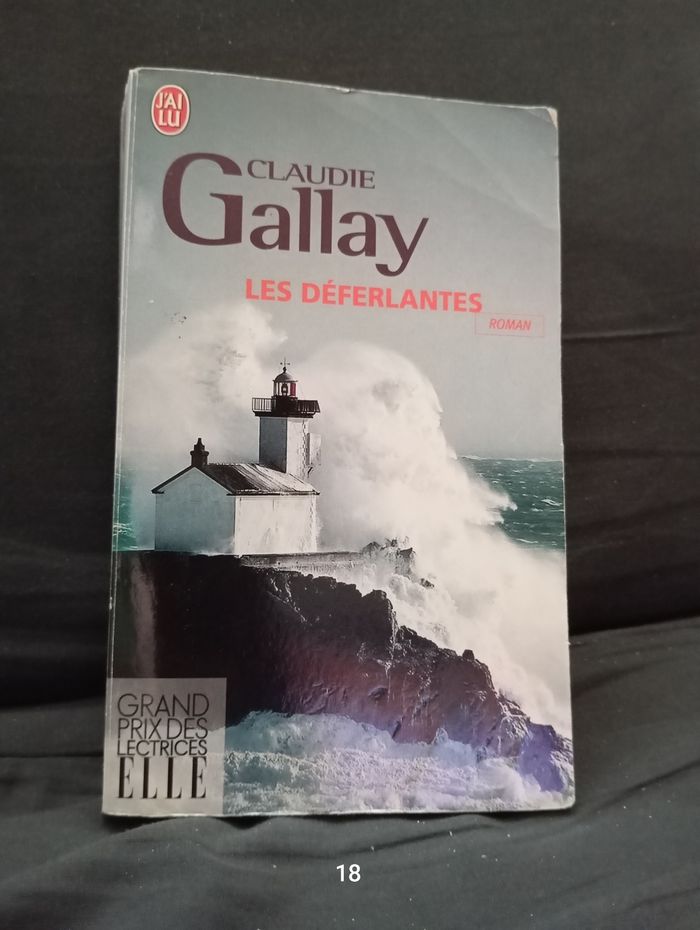 J'AI
LU
CLAUDIE
Gallay
LES DÉFERLANTES
ROMAN
GRAND
PRIX DES
LECTRICES
ELLE
18